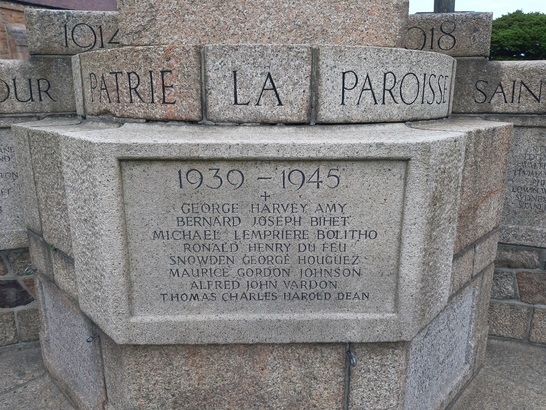 1914
1918
OUR PATRIE LA PAROISSE SAIN
1939 - 1945
+
GEORGE HARVEY AMY
BERNARD JOSEPH BIHET
MICHAEL LEMPRIERE BOLITHO
RONALD HENRY DU FEU
SNOWDEN GEORGE HOUGUEZ
MAURICE GORDON JOHNSON
ALFRED JOHN VARDON
THOMAS CHARLES HAROLD DEAN